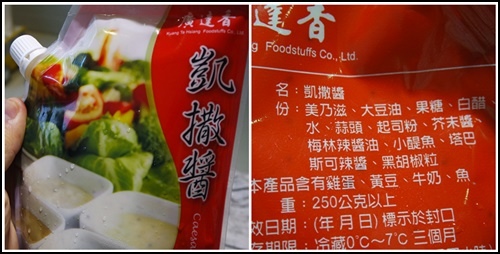 廣達香
Kuang Ta Hsiang Foodstuffs Co., Ltd.
凱撒醬
Caesa
達香
ng Foodstuffs Co., Ltd.
名：凱撒醬
份：美乃滋、大豆油、果糖、白醋
水、蒜頭、起司粉、芥末醬
梅林辣醬油、小鯷魚、塔巴
斯可辣醬、黑胡椒粒
本產品含有雞蛋、黃豆、牛奶、魚
重：250公克以上
效日期：(年月日)標示於封口
存期限：冷藏0℃~7℃ 三個月